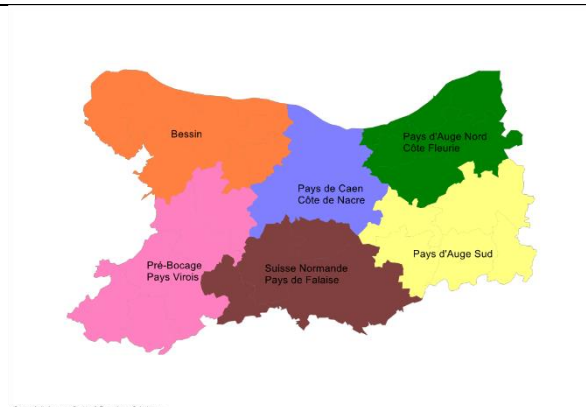 Bessin
Pays d'Auge Nord
Côte Fleurie
Pays de Caen
Côte de Nacre
Pays d'Auge Sud
Pré-Bocage
Pays Virois
Suisse Normande
Pays de Falaise